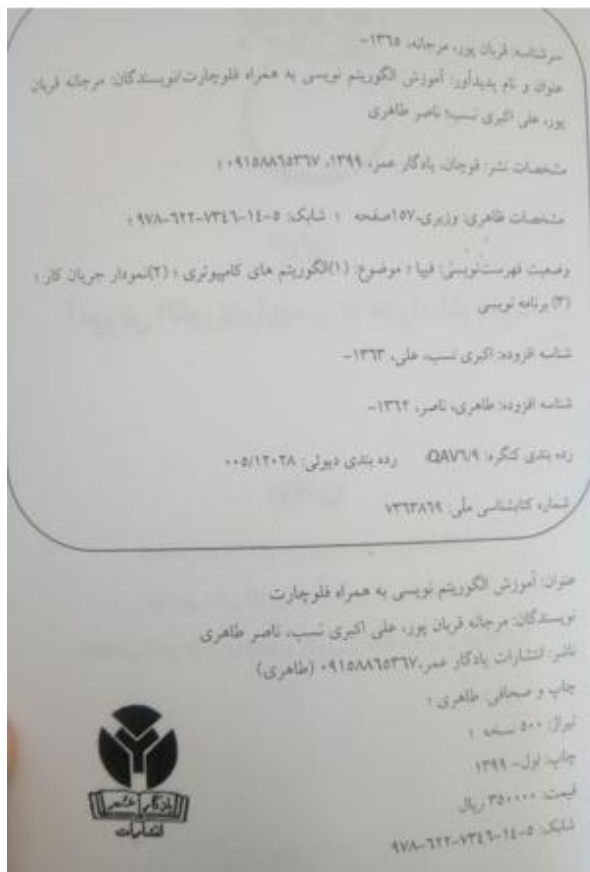 سرشناسه: قربان پور، مرجانه، ۱۳۶۵-
عنوان و نام پدیدآور: آموزش الگوریتم نویسی به همراه فلوچارت/نویسندگان: مرجانه قربان
پور، علی اکبری نسب؛ ناصر طاهری
مشخصات نشر: قوچان، یادگار عمر، ۱۳۹۹، ۰۹۱۵۸۸۶۵۳۶۷ ؛
مشخصات ظاهری: وزیری،۱۵۷صفحه ؛ شابک: ۵-۱۴-۷۳۴۶-۶۲۲-۹۷۸ ؛
وضعیت فهرست‌نویسی: فیپا ؛ موضوع: (۱)الگوریتم های کامپیوتری ؛ (۲)نمودار جریان کار ؛
(۳) برنامه نویسی
شناسه افزوده: اکبری نسب، علی، ۱۳۶۳-
شناسه افزوده: طاهری، ناصر، ۱۳۶۲-
رده بندی کنگره: QA۷۶/۹ رده بندی دیوئی: ۰۰۵/۱۲۰۲۸
شماره کتابشناسی ملی: ۷۳۶۳۸۶۹
عنوان: آموزش الگوریتم نویسی به همراه فلوچارت
نویسندگان: مرجانه قربان پور، علی اکبری نسب، ناصر طاهری
ناشر: انتشارات یادگار عمر،۰۹۱۵۸۸۶۵۳۶۷ (طاهری)
چاپ و صحافی: طاهری ؛
تیراژ: ۵۰۰ نسخه ؛
چاپ: اول- ۱۳۹۹
قیمت: ۳۵۰۰۰۰ ریال
شابک: ۵-۱۴-۷۳۴۶-۶۲۲-۹۷۸
یادگار عمر
انتشارات